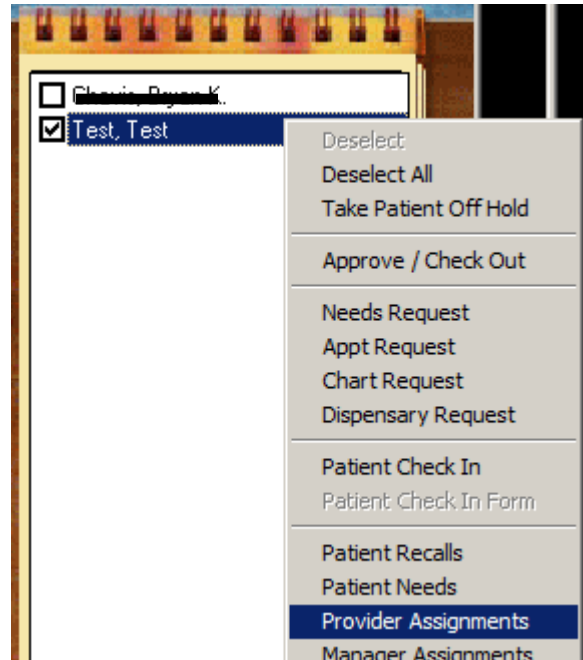 K.
Test, Test
Deselect
Deselect All
Take Patient Off Hold
Approve / Check Out
Needs Request
Appt Request
Chart Request
Dispensary Request
Patient Check In
Patient Check In Form
Patient Recalls
Patient Needs
Provider Assignments
Manager Assignments